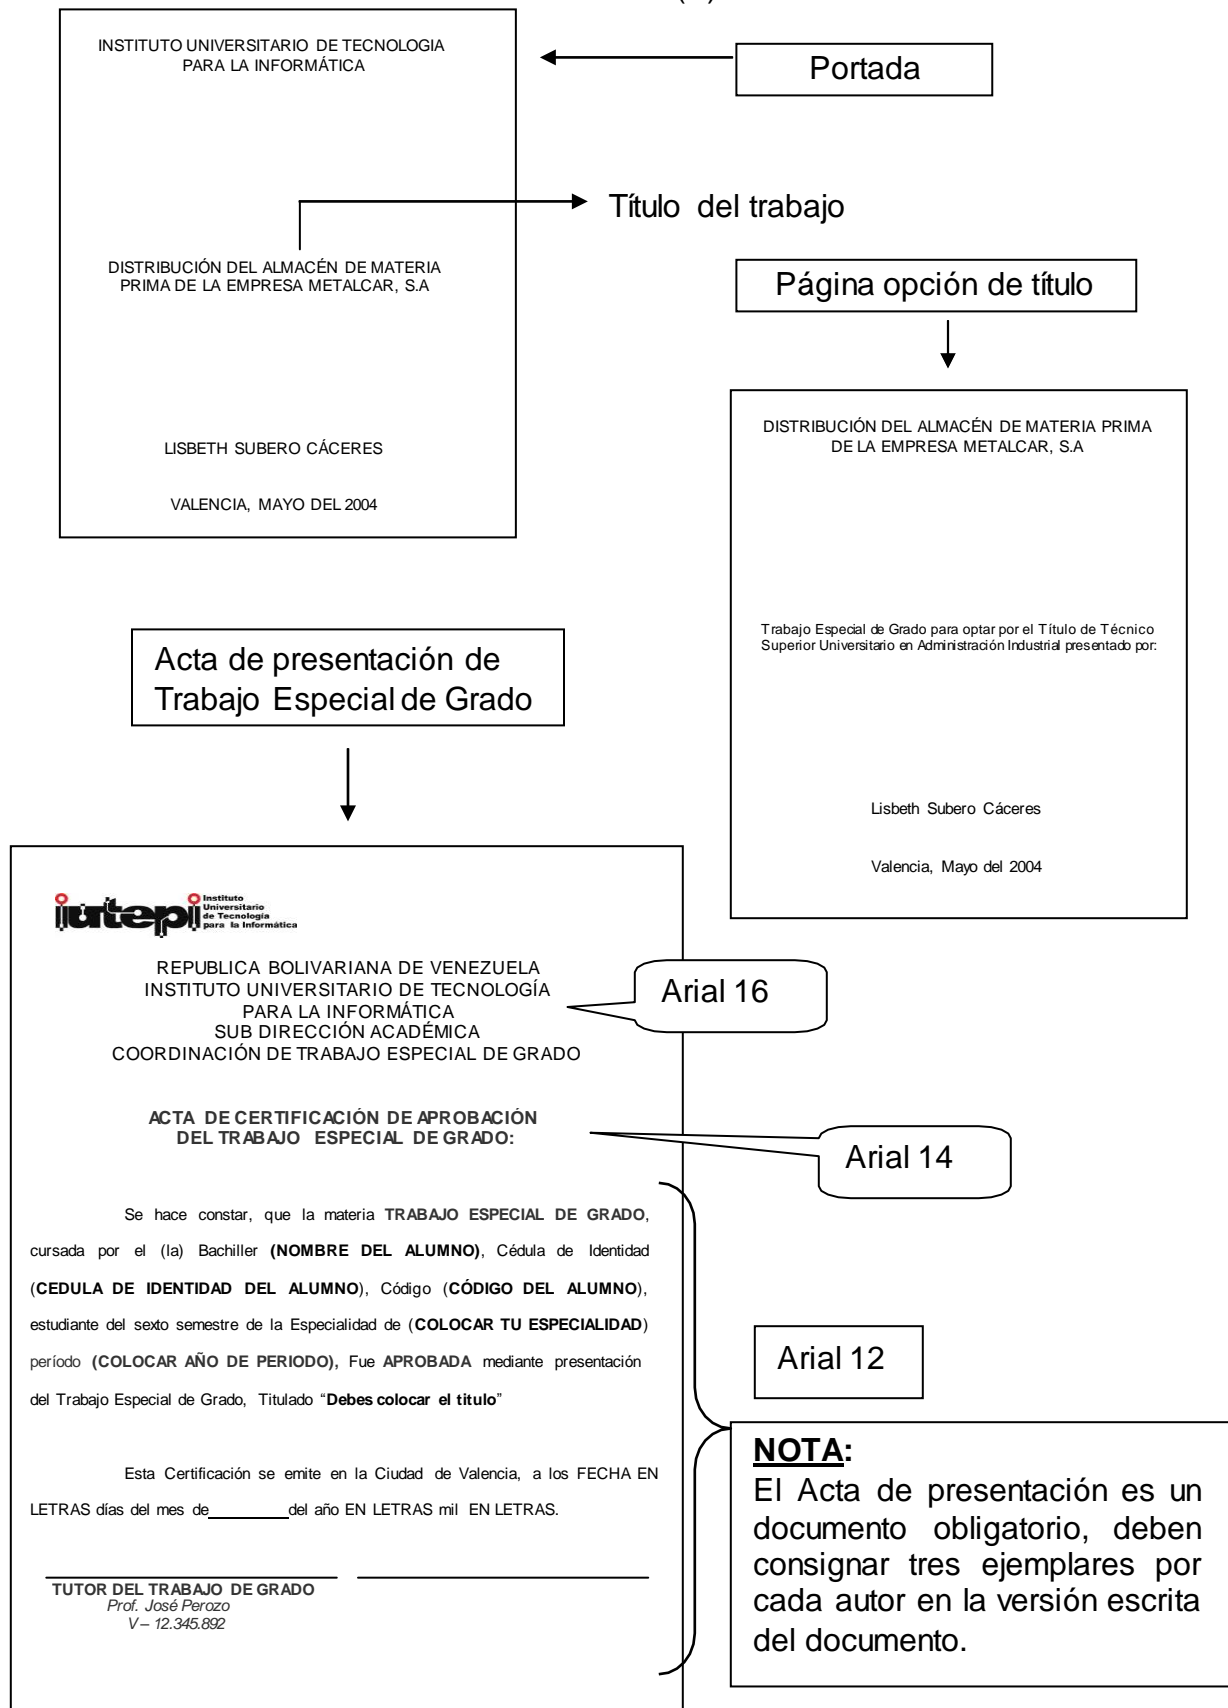 INSTITUTO UNIVERSITARIO DE TECNOLOGIA
PARA LA INFORMÁTICA
Portada
Título del trabajo
DISTRIBUCIÓN DEL ALMACÉN DE MATERIA
PRIMA DE LA EMPRESA METALCAR, S.A
LISBETH SUBERO CÁCERES
VALENCIA, MAYO DEL 2004
Página opción de título
DISTRIBUCIÓN DEL ALMACÉN DE MATERIA PRIMA
DE LA EMPRESA METALCAR, S.A
Trabajo Especial de Grado para optar por el Título de Técnico
Superior Universitario en Administración Industrial presentado por:
Lisbeth Subero Cáceres
Valencia, Mayo del 2004
Acta de presentación de
Trabajo Especial de Grado
iutepi
Instituto
Universitario
de Tecnología
para la Informática
REPUBLICA BOLIVARIANA DE VENEZUELA
INSTITUTO UNIVERSITARIO DE TECNOLOGÍA
PARA LA INFORMÁTICA
SUB DIRECCIÓN ACADÉMICA
COORDINACIÓN DE TRABAJO ESPECIAL DE GRADO
Arial 16
ACTA DE CERTIFICACIÓN DE APROBACIÓN
DEL TRABAJO ESPECIAL DE GRADO:
Arial 14
Se hace constar, que la materia TRABAJO ESPECIAL DE GRADO,
cursada por el (la) Bachiller (NOMBRE DEL ALUMNO), Cédula de Identidad
(CEDULA DE IDENTIDAD DEL ALUMNO), Código (CÓDIGO DEL ALUMNO),
estudiante del sexto semestre de la Especialidad de (COLOCAR TU ESPECIALIDAD)
período (COLOCAR AÑO DE PERIODO), Fue APROBADA mediante presentación
del Trabajo Especial de Grado, Titulado “Debes colocar el titulo”
Esta Certificación se emite en la Ciudad de Valencia, a los FECHA EN
LETRAS días del mes de_________del año EN LETRAS mil EN LETRAS.
TUTOR DEL TRABAJO DE GRADO
Prof. José Perozo
V – 12.345.892
Arial 12
NOTA:
El Acta de presentación es un
documento obligatorio, deben
consignar tres ejemplares por
cada autor en la versión escrita
del documento.